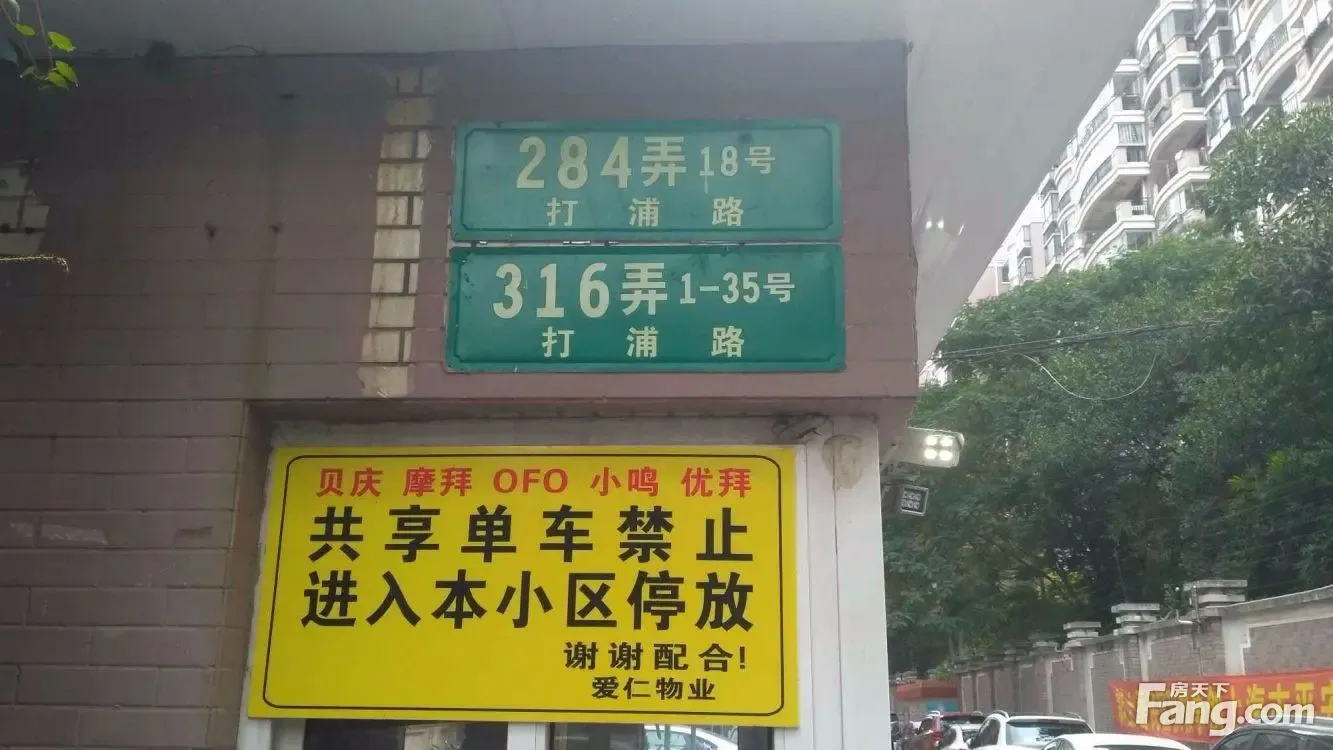 284弄18号
打浦路
316弄1-35号
打浦路
贝庆 摩拜 OFO 小鸣 优拜
共享单车禁止
进入本小区停放
谢谢配合!
爱仁物业
房天下
Fang.com